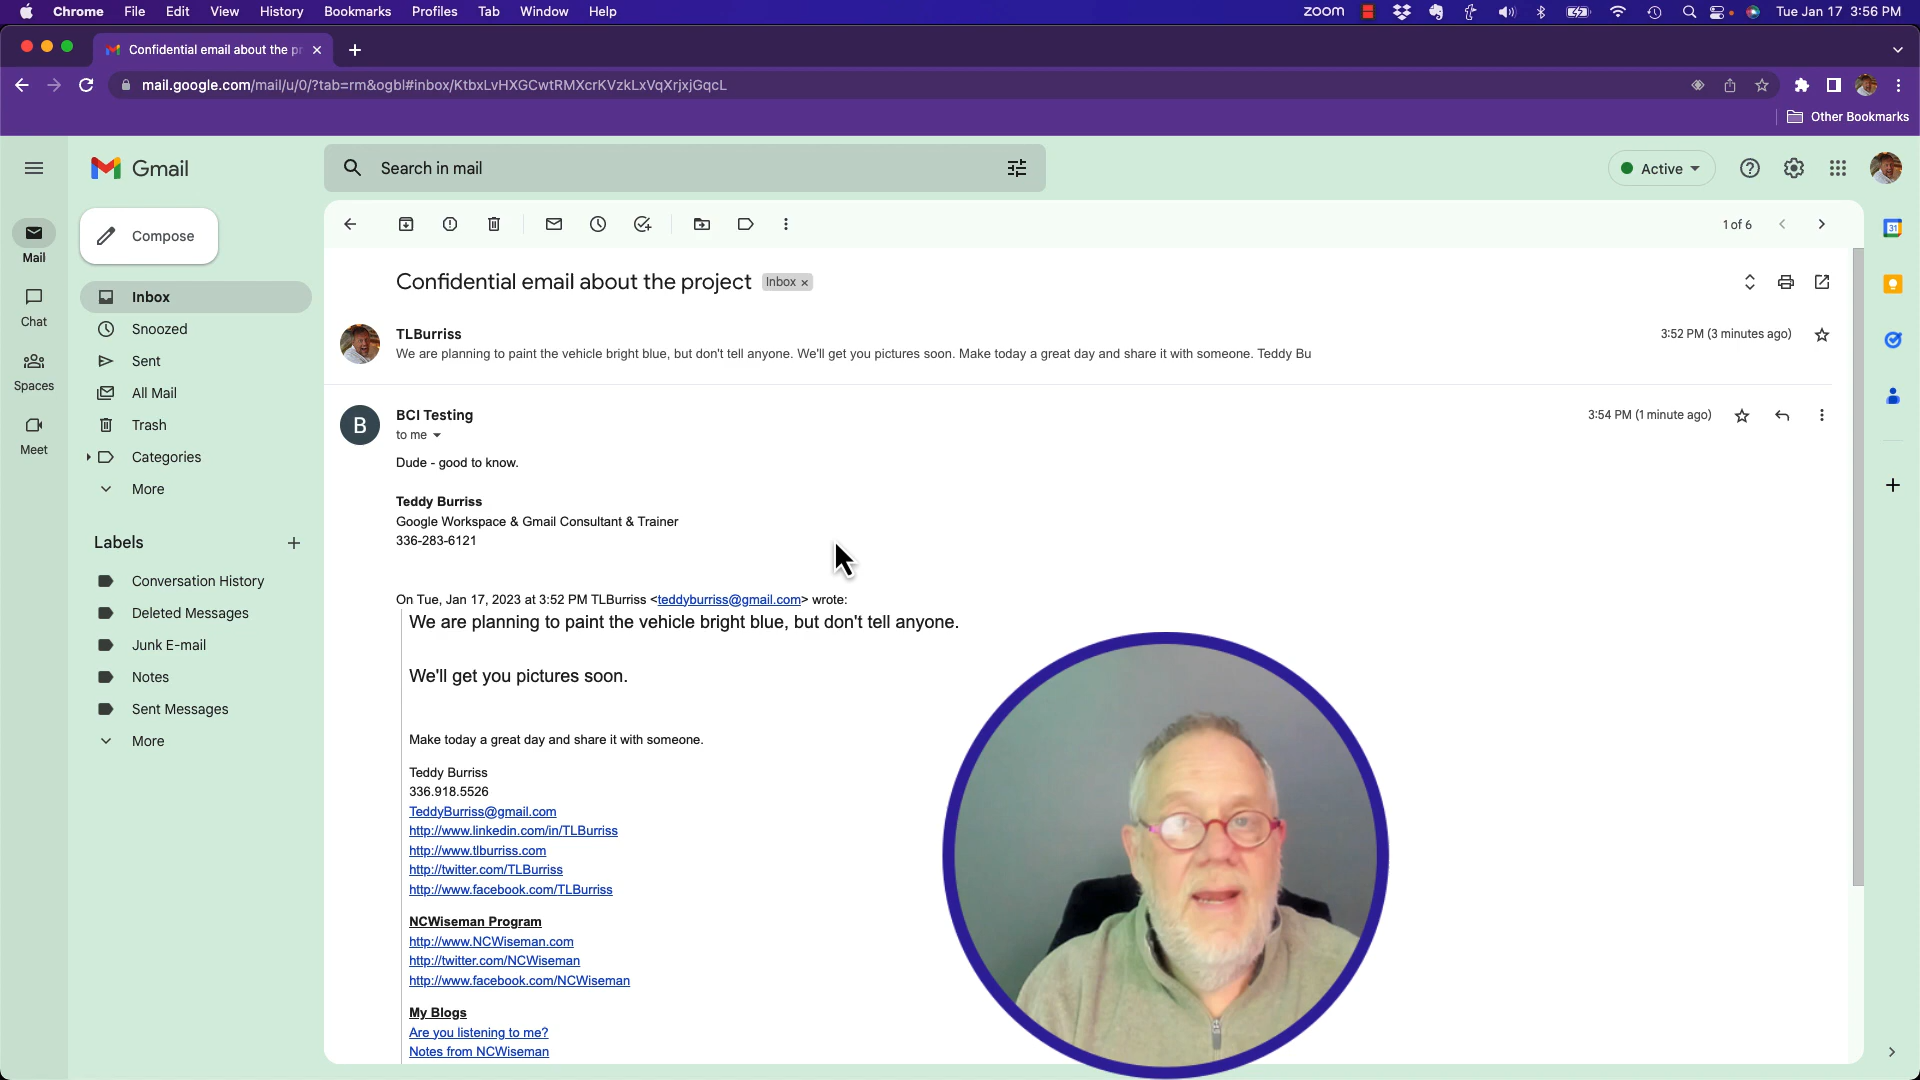 Chrome File Edit View History Bookmarks Profiles Tab Window Help zoom Tue Jan 17 3:56 PM
Confidential email about the pr
mail.google.com/mail/u/0/?tab=rm&ogbl#inbox/KtbxLvHXGCwtRMXcrKVzkLxVqXrjxjGqcL
Other Bookmarks
Gmail
Search in mail
Active
Compose
1 of 6
Mail
Chat
Spaces
Meet
Inbox
Snoozed
Sent
All Mail
Trash
Categories
More
Labels
Conversation History
Deleted Messages
Junk E-mail
Notes
Sent Messages
More
Confidential email about the project Inbox x
TLBurriss 3:52 PM (3 minutes ago)
We are planning to paint the vehicle bright blue, but don't tell anyone. We'll get you pictures soon. Make today a great day and share it with someone. Teddy Bu
B
BCI Testing 3:54 PM (1 minute ago)
to me
Dude - good to know.
Teddy Burriss
Google Workspace & Gmail Consultant & Trainer
336-283-6121
On Tue, Jan 17, 2023 at 3:52 PM TLBurriss <teddyburriss@gmail.com> wrote:
We are planning to paint the vehicle bright blue, but don't tell anyone.
We'll get you pictures soon.
Make today a great day and share it with someone.
Teddy Burriss
336.918.5526
TeddyBurriss@gmail.com
http://www.linkedin.com/in/TLBurriss
http://www.tlburriss.com
http://twitter.com/TLBurriss
http://www.facebook.com/TLBurriss
NCWiseman Program
http://www.NCWiseman.com
http://twitter.com/NCWiseman
http://www.facebook.com/NCWiseman
My Blogs
Are you listening to me?
Notes from NCWiseman
31